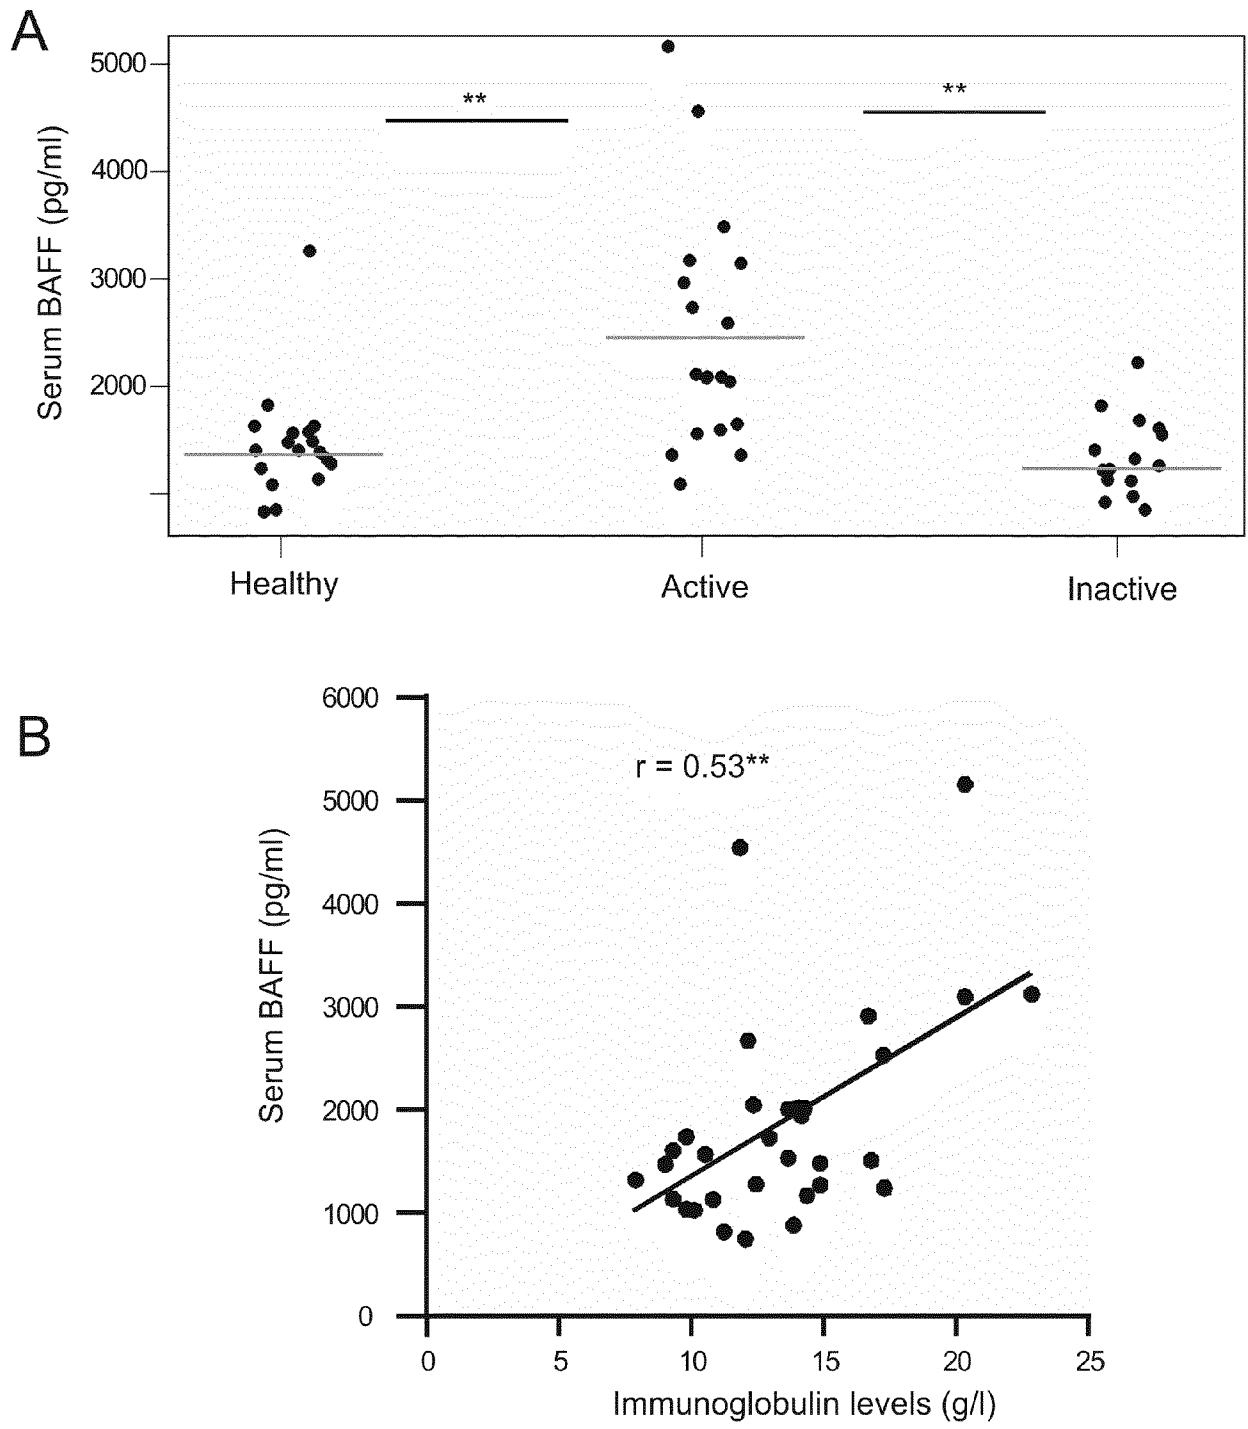 A
Serum BAFF (pg/ml)
5000
4000
3000
2000
**
**
Healthy
Active
Inactive
B
Serum BAFF (pg/ml)
6000
5000
4000
3000
2000
1000
0
r = 0.53**
0 5 10 15 20 25
Immunoglobulin levels (g/l)